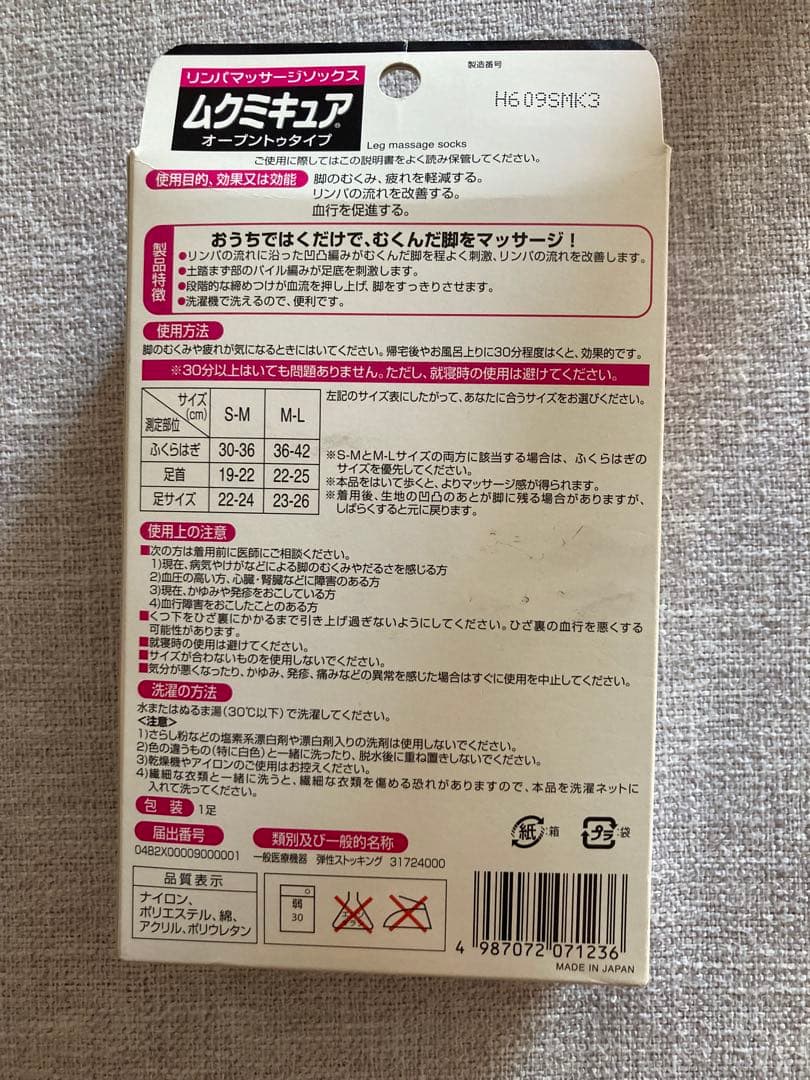 製造番号
H609SMK3
リンパマッサージソックス
ムクミキュア®
オープントゥタイプ
Leg massage socks
ご使用に際してはこの説明書をよく読み保管してください。
使用目的、効果又は効能 脚のむくみ、疲れを軽減する。
リンパの流れを改善する。
血行を促進する。
製品特徴
おうちではくだけで、むくんだ脚をマッサージ！
●リンパの流れに沿った凹凸編みがむくんだ脚を程よく刺激、リンパの流れを改善します。
●土踏まず部のパイル編みが足底を刺激します。
●段階的な締めつけが血流を押し上げ、脚をすっきりさせます。
●洗濯機で洗えるので、便利です。
使用方法
脚のむくみや疲れが気になるときにはいてください。帰宅後やお風呂上りに30分程度はくと、効果的です。
※30分以上はいても問題ありません。ただし、就寝時の使用は避けてください。
サイズ(cm) 測定部位 S-M M-L
ふくらはぎ 30-36 36-42
足首 19-22 22-25
足サイズ 22-24 23-26
左記のサイズ表にしたがって、あなたに合うサイズをお選びください。
※S-MとM-Lサイズの両方に該当する場合は、ふくらはぎの
サイズを優先してください。
※本品をはいて歩くと、よりマッサージ感が得られます。
※着用後、生地の凹凸のあとが脚に残る場合がありますが、
しばらくすると元に戻ります。
使用上の注意
■次の方は着用前に医師にご相談ください。
1)現在、病気やけがなどによる脚のむくみやだるさを感じる方
2)血圧の高い方、心臓・腎臓などに障害のある方
3)現在、かゆみや発疹をおこしている方
4)血行障害をおこしたことのある方
■くつ下をひざ裏にかかるまで引き上げ過ぎないようにしてください。ひざ裏の血行を悪くする
可能性があります。
■就寝時の使用は避けてください。
■サイズが合わないものを使用しないでください。
■気分が悪くなったり、かゆみ、発疹、痛みなどの異常を感じた場合はすぐに使用を中止してください。
洗濯の方法
水またはぬるま湯(30℃以下)で洗濯してください。
<注意>
1)さらし粉などの塩素系漂白剤や漂白剤入りの洗剤は使用しないでください。
2)色の違うもの(特に白色)と一緒に洗ったり、脱水後に重ね置きしないでください。
3)乾燥機やアイロンのご使用はお控えください。
4)繊細な衣類と一緒に洗うと、繊細な衣類を傷める恐れがありますので、本品を洗濯ネットに
入れて洗ってください。
包装 1足
届出番号
04B2X00009000001
類別及び一般的名称
一般医療機器 弾性ストッキング 31724000
紙:箱
プラ:袋
品質表示
ナイロン、
ポリエステル、綿、
アクリル、ポリウレタン
弱
30
エンソ
サラシ
4 987072 071236
MADE IN JAPAN